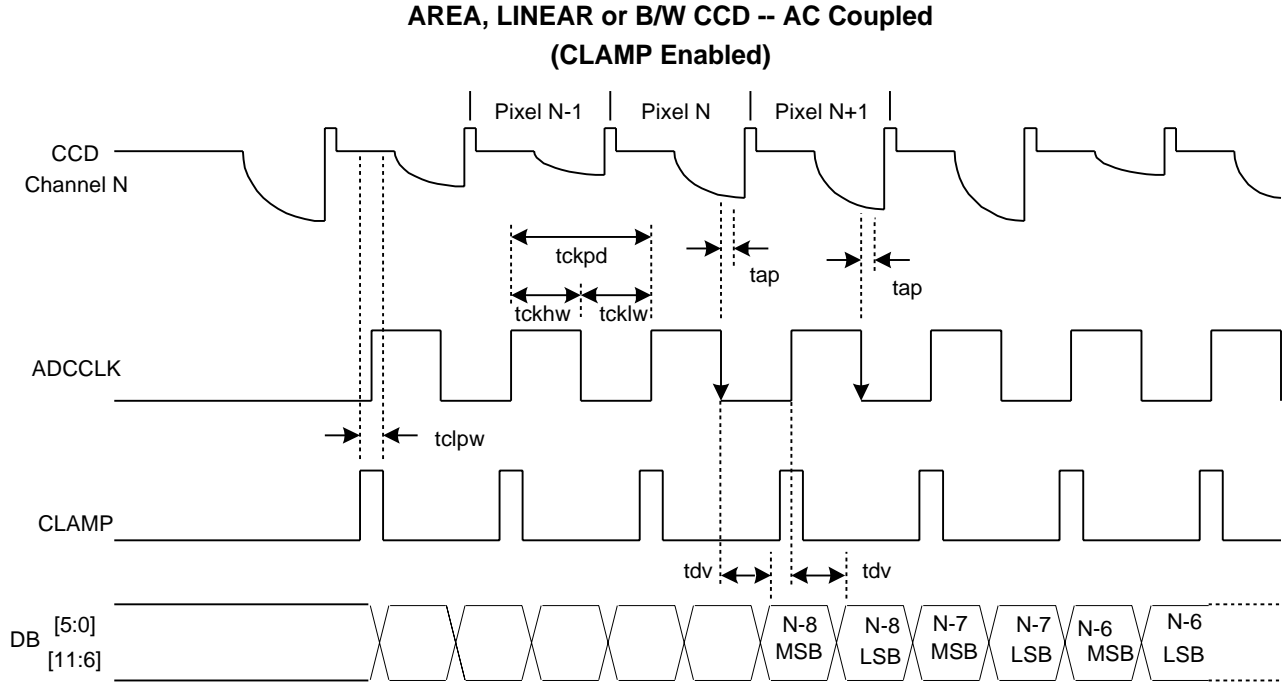 AREA, LINEAR or B/W CCD -- AC Coupled
(CLAMP Enabled)
Pixel N-1
Pixel N
Pixel N+1
CCD
Channel N
tckpd
tap
tap
tckhw
tcklw
ADCCLK
tclpw
CLAMP
tdv
tdv
DB
[5:0]
[11:6]
N-8
MSB
N-8
LSB
N-7
MSB
N-7
LSB
N-6
MSB
N-6
LSB